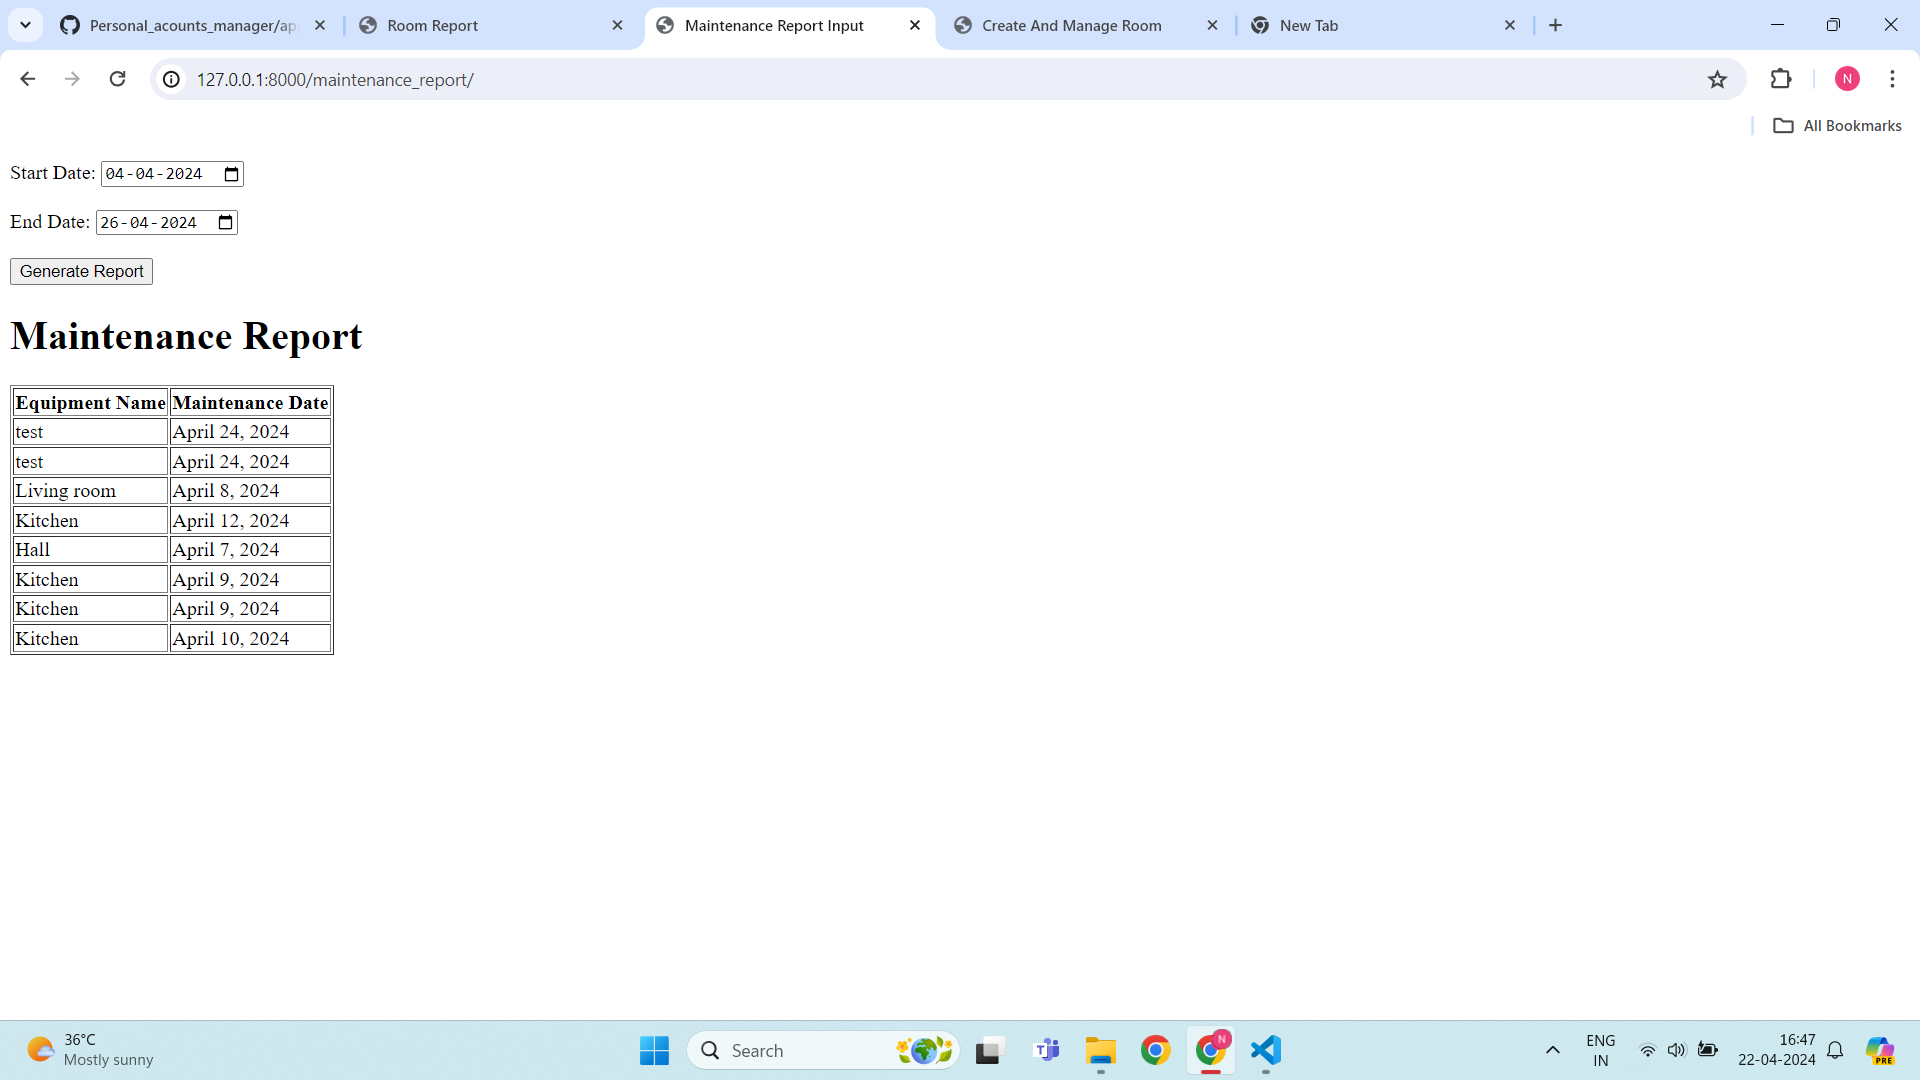 Personal_acounts_manager/ap
Room Report
Maintenance Report Input
Create And Manage Room
New Tab
127.0.0.1:8000/maintenance_report/
N
All Bookmarks
Start Date: 04-04-2024
End Date: 26-04-2024
Generate Report
Maintenance Report
Equipment Name Maintenance Date
test April 24, 2024
test April 24, 2024
Living room April 8, 2024
Kitchen April 12, 2024
Hall April 7, 2024
Kitchen April 9, 2024
Kitchen April 9, 2024
Kitchen April 10, 2024
36°C
Mostly sunny
Search
N
ENG
IN
16:47
22-04-2024
PRE